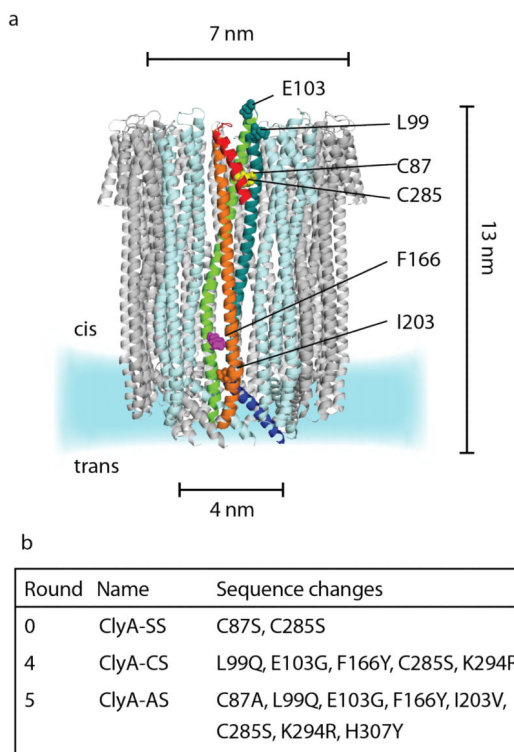 a
7 nm
E103
L99
C87
C285
13 nm
F166
I203
cis
trans
4 nm
b
Round Name Sequence changes
0 ClyA-SS C87S, C285S
4 ClyA-CS L99Q, E103G, F166Y, C285S, K294R
5 ClyA-AS C87A, L99Q, E103G, F166Y, I203V,
C285S, K294R, H307Y